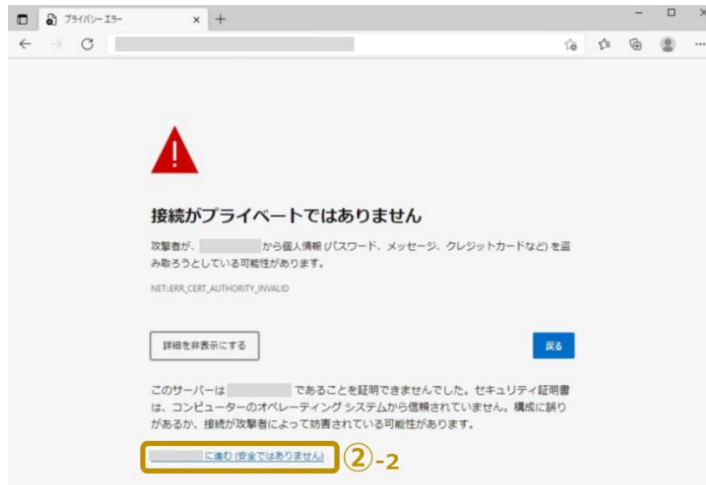 プライバシー エラー
接続がプライベートではありません
攻撃者が、 から個人情報 (パスワード、メッセージ、クレジットカードなど) を盗
み取ろうとしている可能性があります。
NET::ERR_CERT_AUTHORITY_INVALID
詳細を非表示にする 戻る
このサーバーは であることを証明できませんでした。セキュリティ証明書
は、コンピューターのオペレーティング システムから信頼されていません。構成に誤り
があるか、接続が攻撃者によって妨害されている可能性があります。
に進む (安全ではありません) ②-2